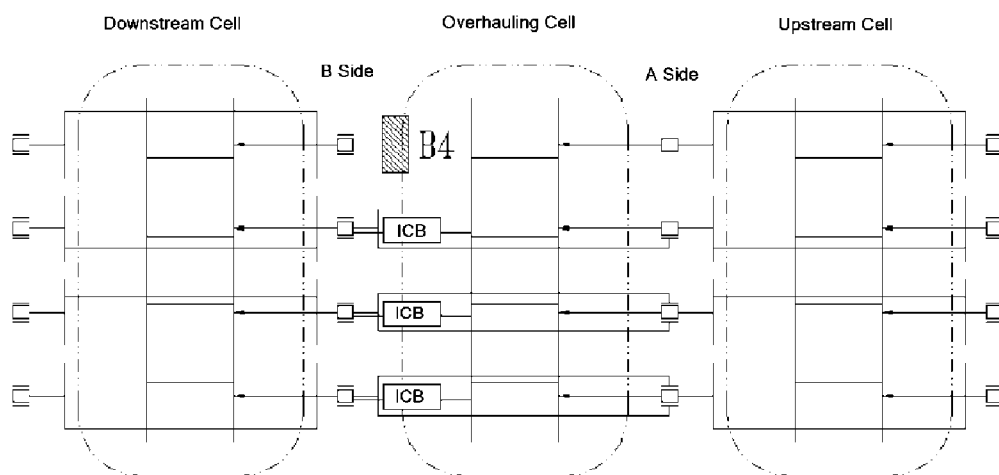 Downstream Cell
Overhauling Cell
Upstream Cell
B Side
A Side
B4
ICB
ICB
ICB